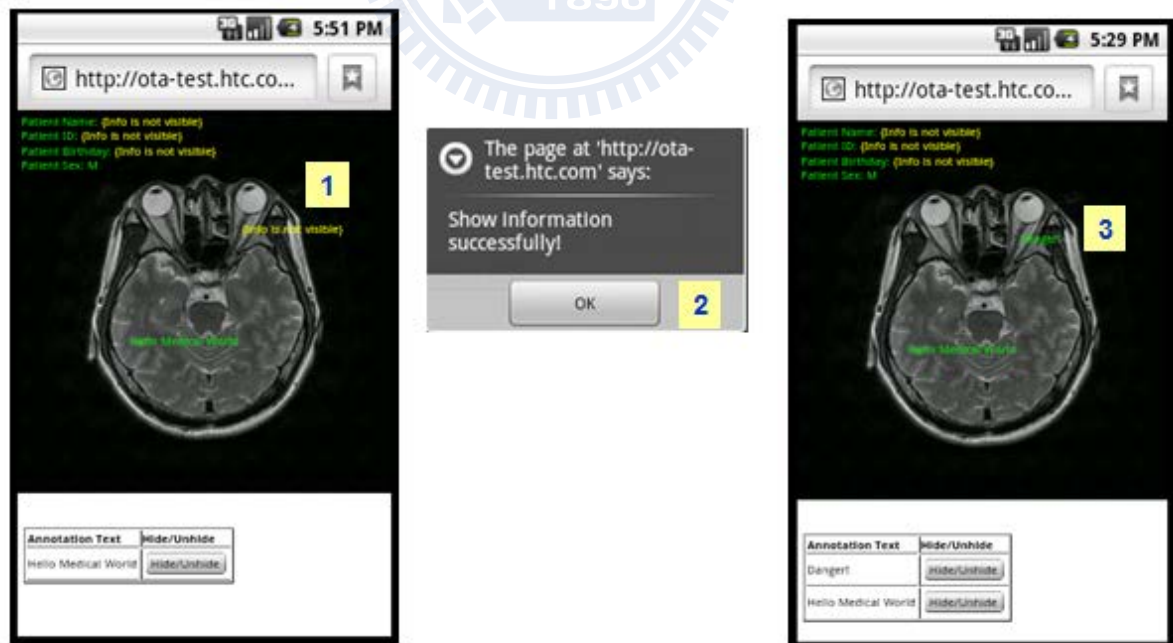 1898
5:51 PM
http://ota-test.htc.co...
Patient Name: {Info is not visible}
Patient ID: {Info is not visible}
Patient Birthday: {Info is not visible}
Patient Sex: M
1
{Info is not visible}
Hello Medical World
Annotation Text Hide/Unhide
Hello Medical World Hide/Unhide
The page at 'http://ota-
test.htc.com' says:
Show Information
successfully!
OK
2
3G
5:29 PM
http://ota-test.htc.co...
Patient Name: {Info is not visible}
Patient ID: {Info is not visible}
Patient Birthday: {Info is not visible}
Patient Sex: M
3
Hello Medical World
Annotation Text Hide/Unhide
Danger! Hide/Unhide
Hello Medical World Hide/Unhide